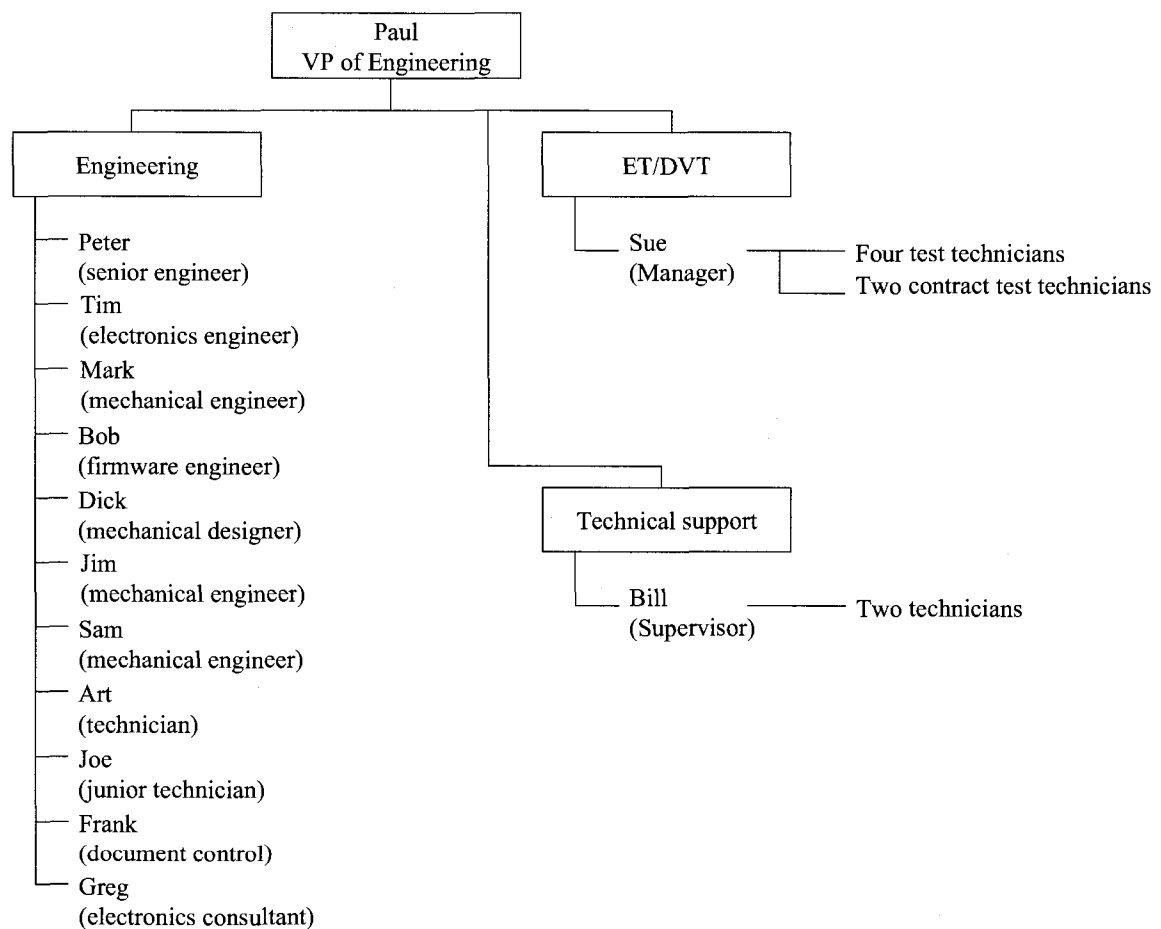 Paul
VP of Engineering
Engineering
Peter
(senior engineer)
Tim
(electronics engineer)
Mark
(mechanical engineer)
Bob
(firmware engineer)
Dick
(mechanical designer)
Jim
(mechanical engineer)
Sam
(mechanical engineer)
Art
(technician)
Joe
(junior technician)
Frank
(document control)
Greg
(electronics consultant)
ET/DVT
Sue
(Manager)
Four test technicians
Two contract test technicians
Technical support
Bill
(Supervisor)
Two technicians